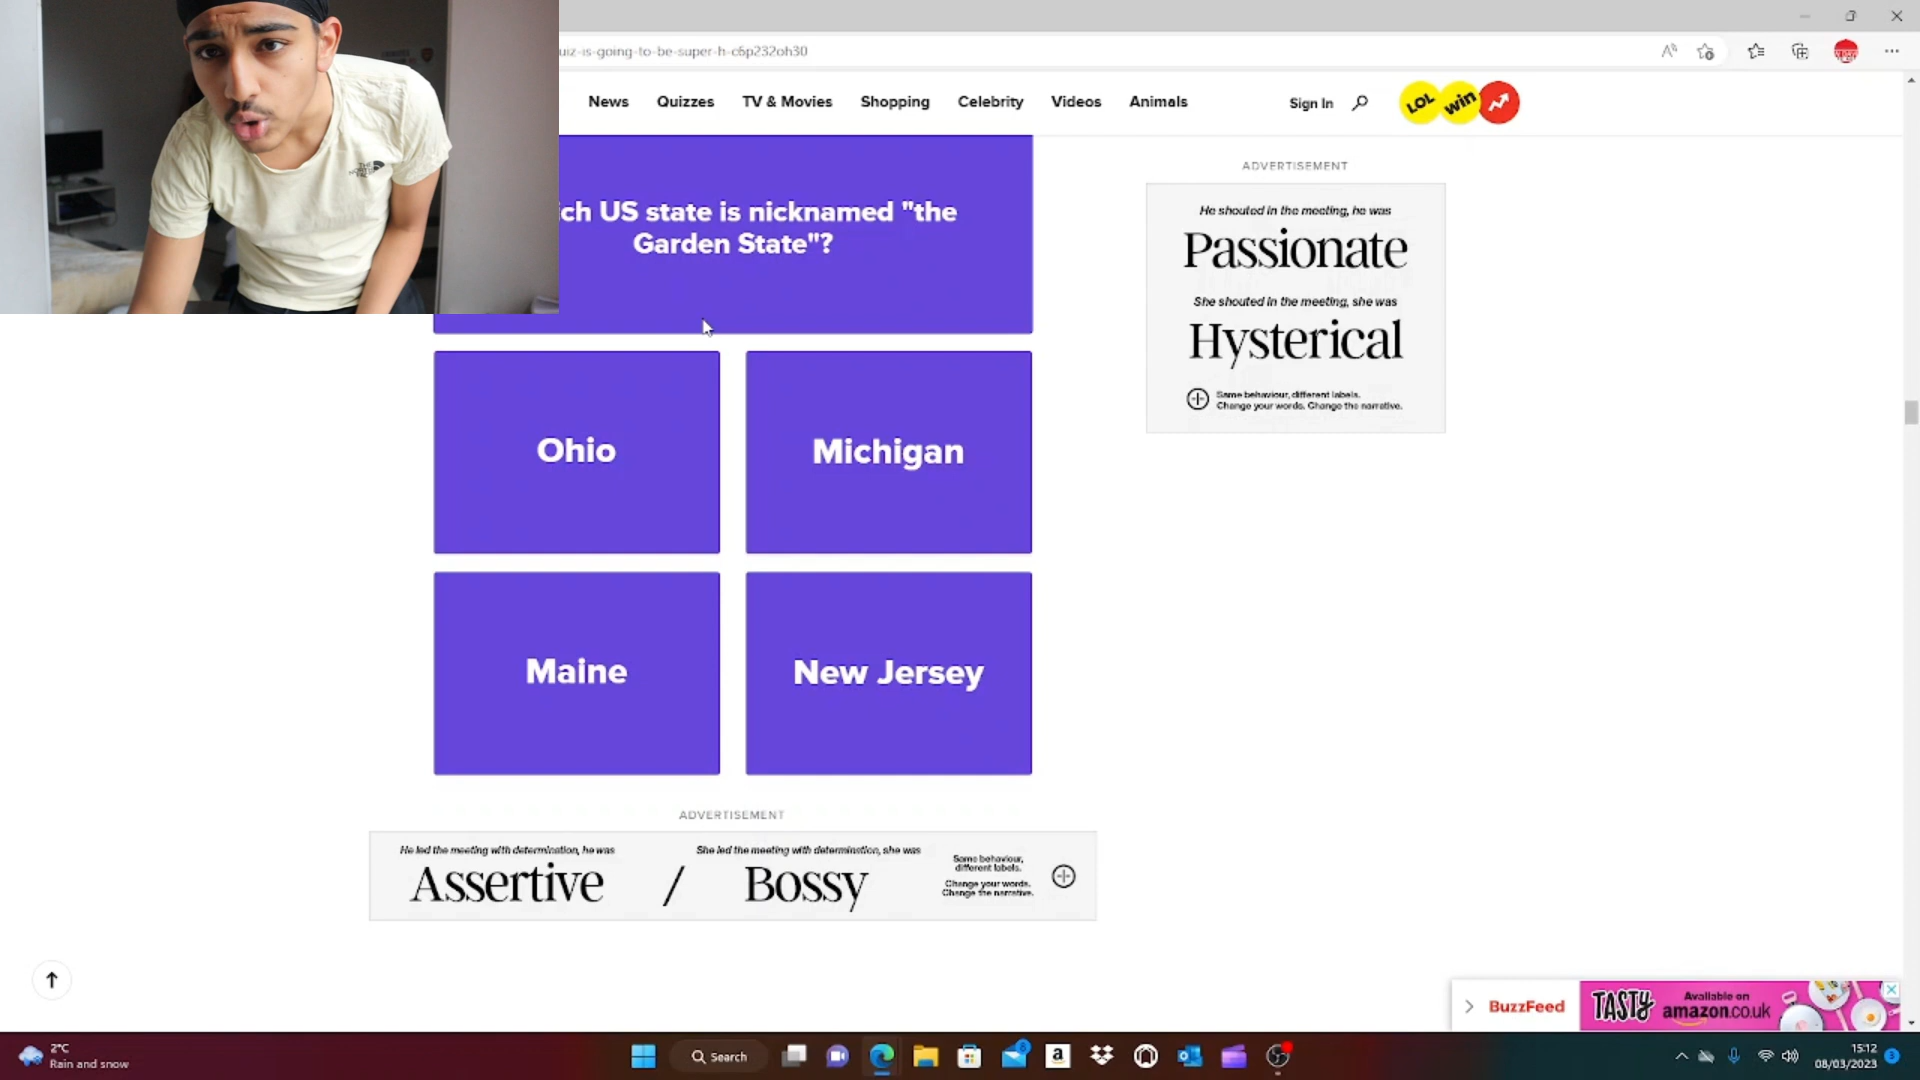 uiz-is-going-to-be-super-h-c6p232oh30
News Quizzes TV & Movies Shopping Celebrity Videos Animals Sign In LOL win
ich US state is nicknamed "the
Garden State"?
Ohio
Michigan
Maine
New Jersey
ADVERTISEMENT
He shouted in the meeting, he was
Passionate
She shouted in the meeting, she was
Hysterical
Same behaviour, different labels.
Change your words. Change the narrative.
ADVERTISEMENT
He led the meeting with determination, he was
Assertive
/
She led the meeting with determination, she was
Bossy
Same behaviour,
different labels.
Change your words.
Change the narrative.
BuzzFeed
TASTY
Available on
amazon.co.uk
THE
NORTH
FACE
2°C
Rain and snow
Search
15:12
08/03/2023